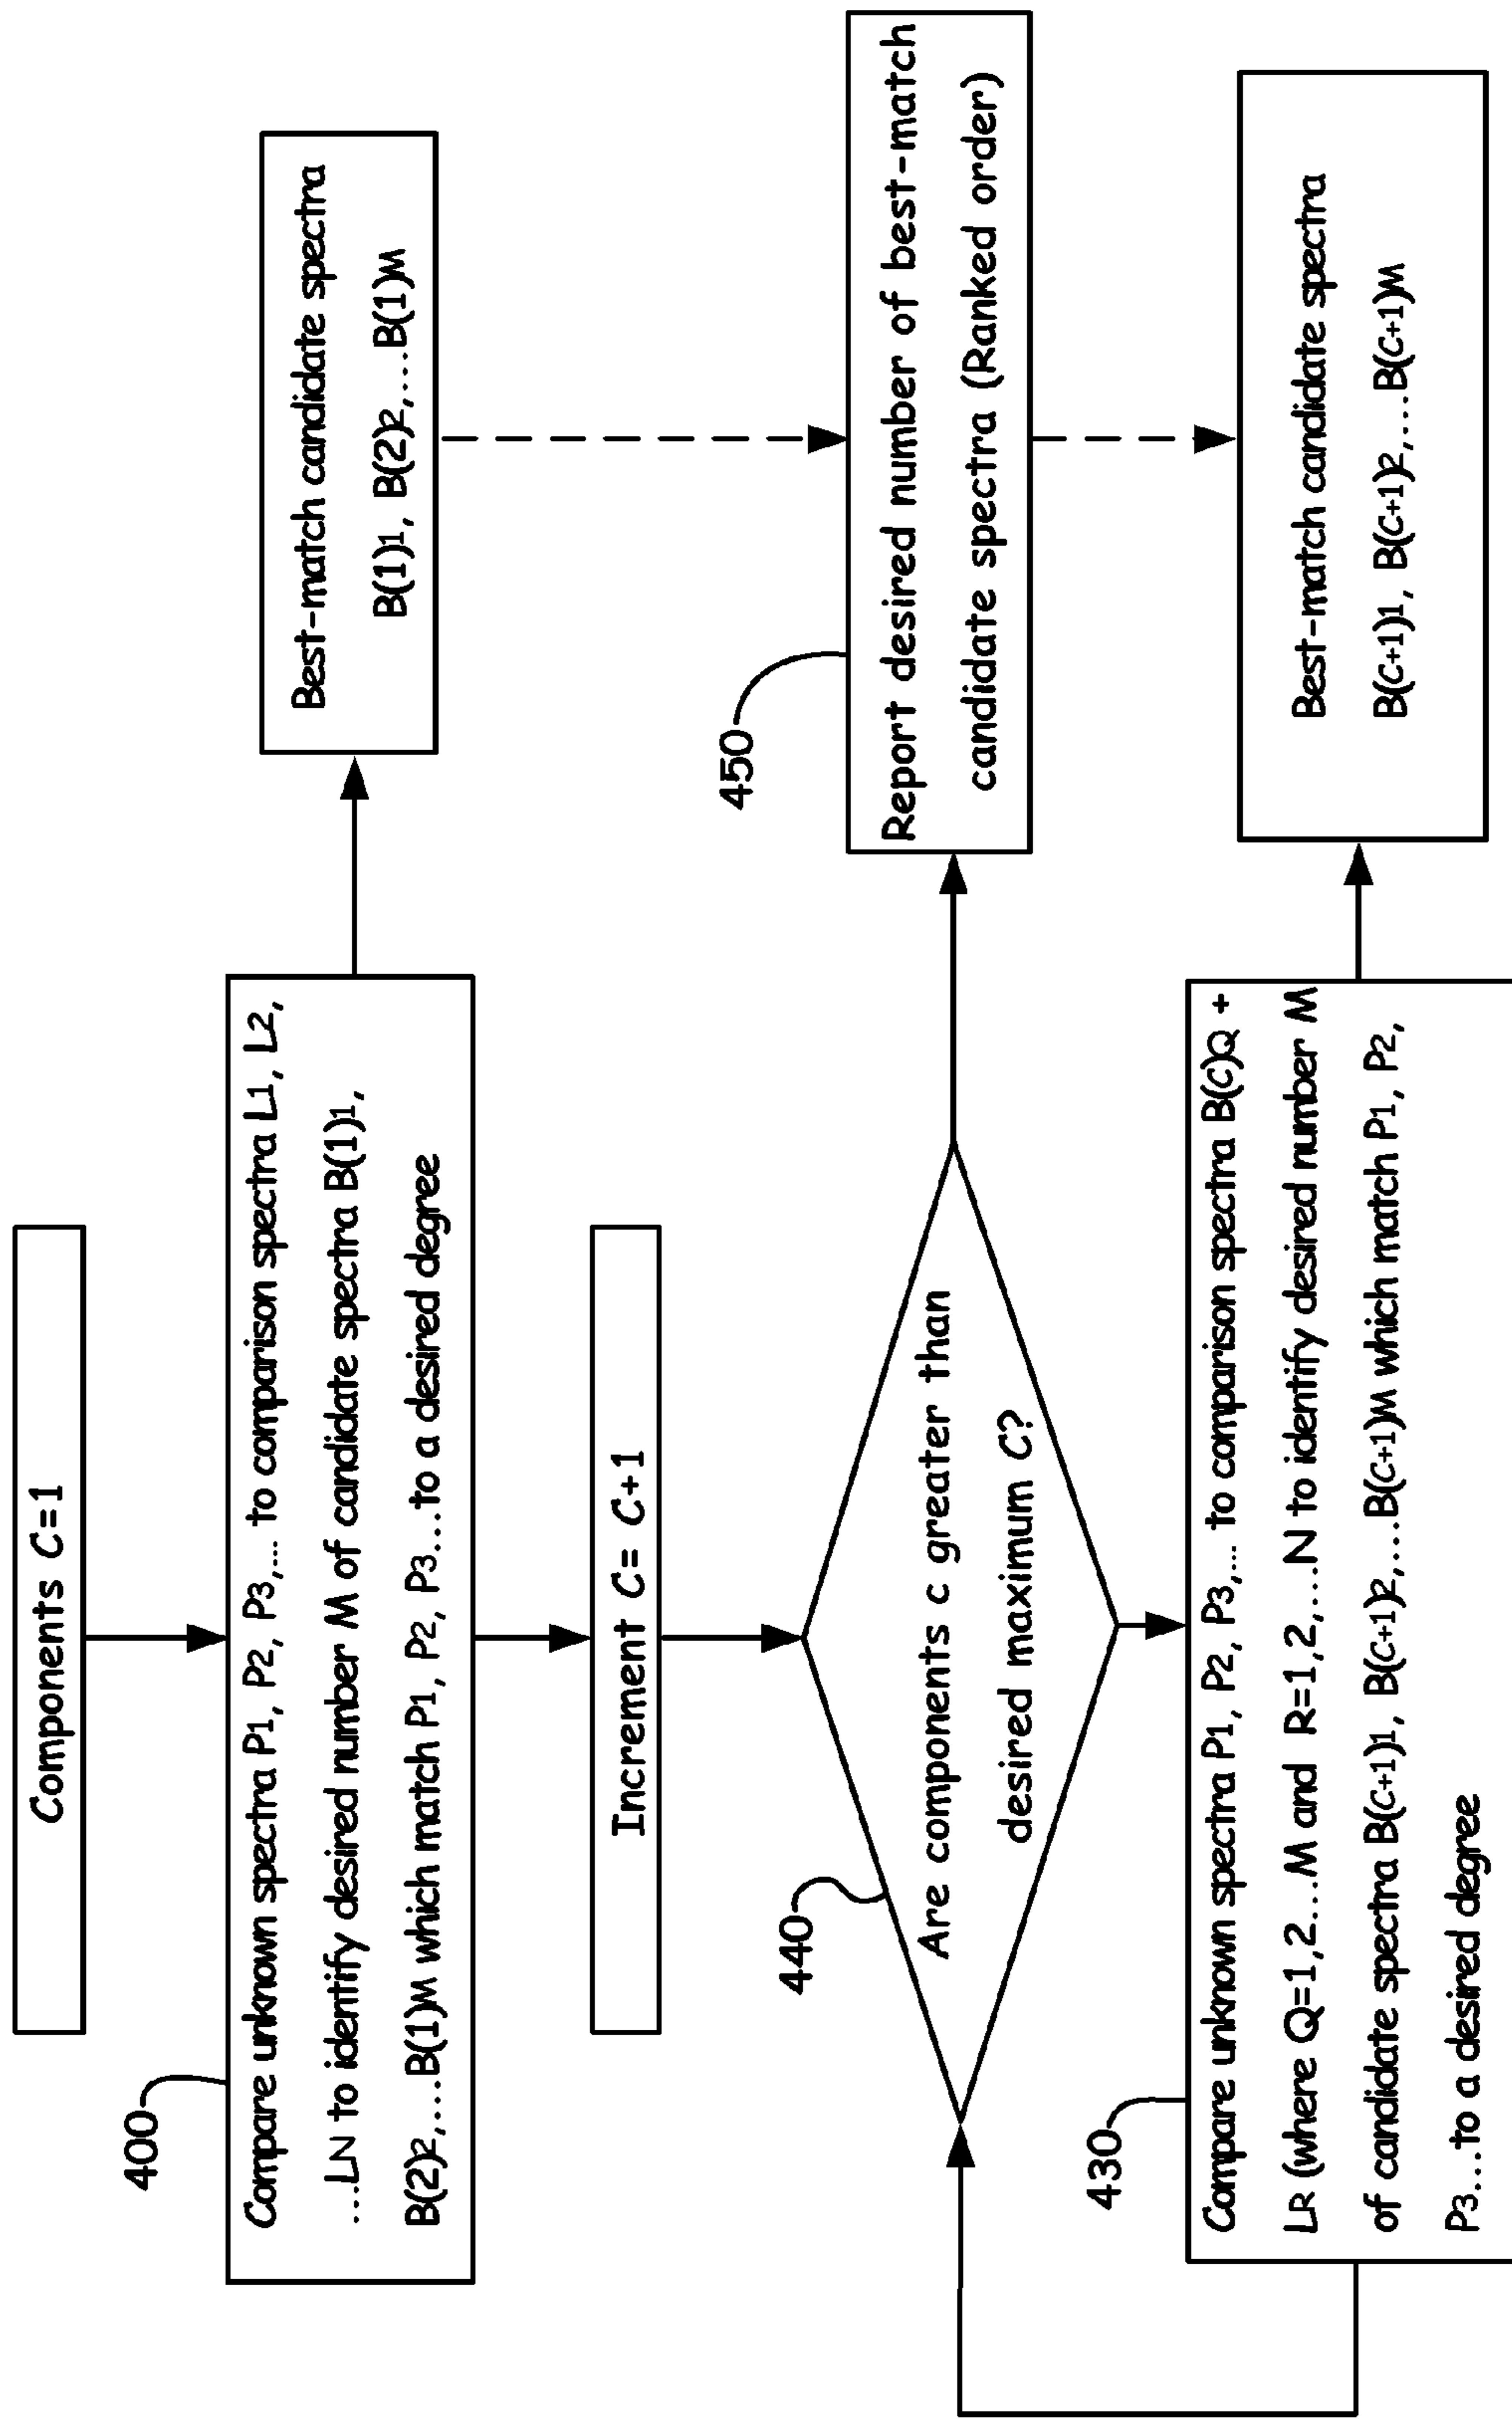 Components C=1
400
Compare unknown spectra P1, P2, P3,... to comparison spectra L1, L2,
...LN to identify desired number M of candidate spectra B(1)1,
B(2)2,....B(1)M which match P1, P2, P3...to a desired degree
Best-match candidate spectra
B(1)1, B(2)2,....B(1)M
Increment C= C+1
440
Are components c greater than
desired maximum C?
450
Report desired number of best-match
candidate spectra (Ranked order)
430
Compare unknown spectra P1, P2, P3,... to comparison spectra B(C)Q +
LR (where Q=1,2...M and R=1,2,...N to identify desired number M
of candidate spectra B(C+1)1, B(C+1)2,....B(C+1)M which match P1, P2,
P3...to a desired degree
Best-match candidate spectra
B(C+1)1, B(C+1)2,....B(C+1)M